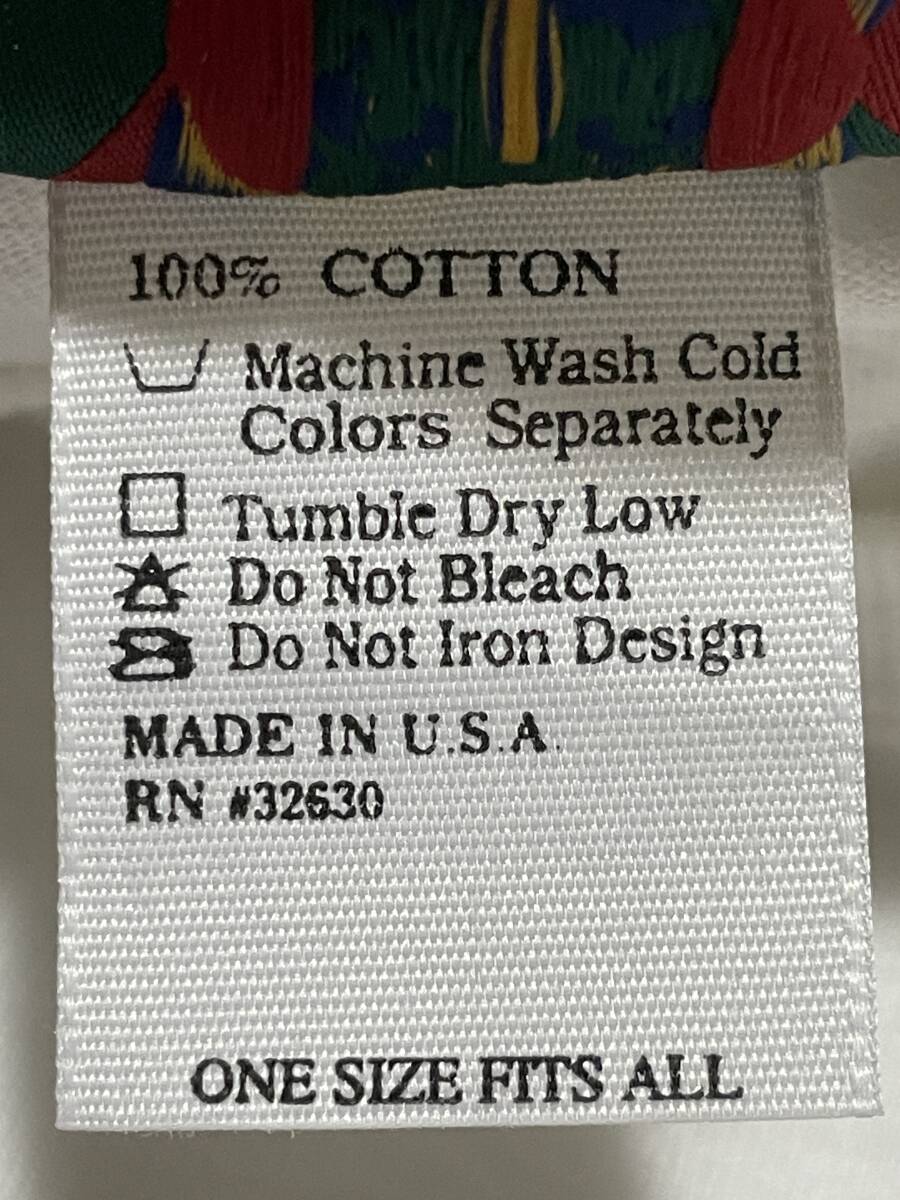 100% COTTON
Machine Wash Cold
Colors Separately
Tumble Dry Low
Do Not Bleach
Do Not Iron Design
MADE IN U.S.A.
RN #32630
ONE SIZE FITS ALL